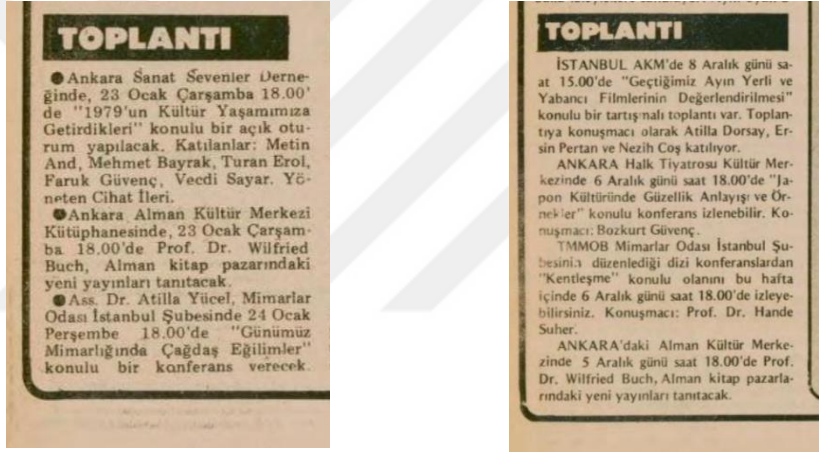 TOPLANTI
●Ankara Sanat Sevenler Derne-
ğinde, 23 Ocak Çarşamba 18.00'
de "1979'un Kültür Yaşamımıza
Getirdikleri" konulu bir açık otu-
rum yapılacak. Katılanlar: Metin
And, Mehmet Bayrak, Turan Erol,
Faruk Güvenç, Vecdi Sayar. Yö-
neten Cihat İleri.
●Ankara Alman Kültür Merkezi
Kütüphanesinde, 23 Ocak Çarşam-
ba 18.00'de Prof. Dr. Wilfried
Buch, Alman kitap pazarındaki
yeni yayınları tanıtacak.
●Ass. Dr. Atilla Yücel, Mimarlar
Odası İstanbul Şubesinde 24 Ocak
Perşembe 18.00'de "Günümüz
Mimarlığında Çağdaş Eğilimler"
konulu bir konferans verecek.
TOPLANTI
İSTANBUL AKM'de 8 Aralık günü sa-
at 15.00'de "Geçtiğimiz Ayın Yerli ve
Yabancı Filmlerinin Değerlendirilmesi"
konulu bir tartışmalı toplantı var. Toplan-
tıya konuşmacı olarak Atilla Dorsay, Er-
sin Pertan ve Nezih Coş katılıyor.
ANKARA Halk Tiyatrosu Kültür Mer-
kezinde 6 Aralık günü saat 18.00'de "Ja-
pon Kültüründe Güzellik Anlayışı ve Ör-
nekler" konulu konferans izlenebilir. Ko-
nuşmacı: Bozkurt Güvenç.
TMMOB Mimarlar Odası İstanbul Şu-
besinin düzenlediği dizi konferanslardan
"Kentleşme" konulu olanını bu hafta
içinde 6 Aralık günü saat 18.00'de izleye-
bilirsiniz. Konuşmacı: Prof. Dr. Hande
Suher.
ANKARA'daki Alman Kültür Merke-
zinde 5 Aralık günü saat 18.00'de Prof.
Dr. Wilfried Buch, Alman kitap pazarla-
rındaki yeni yayınları tanıtacak.